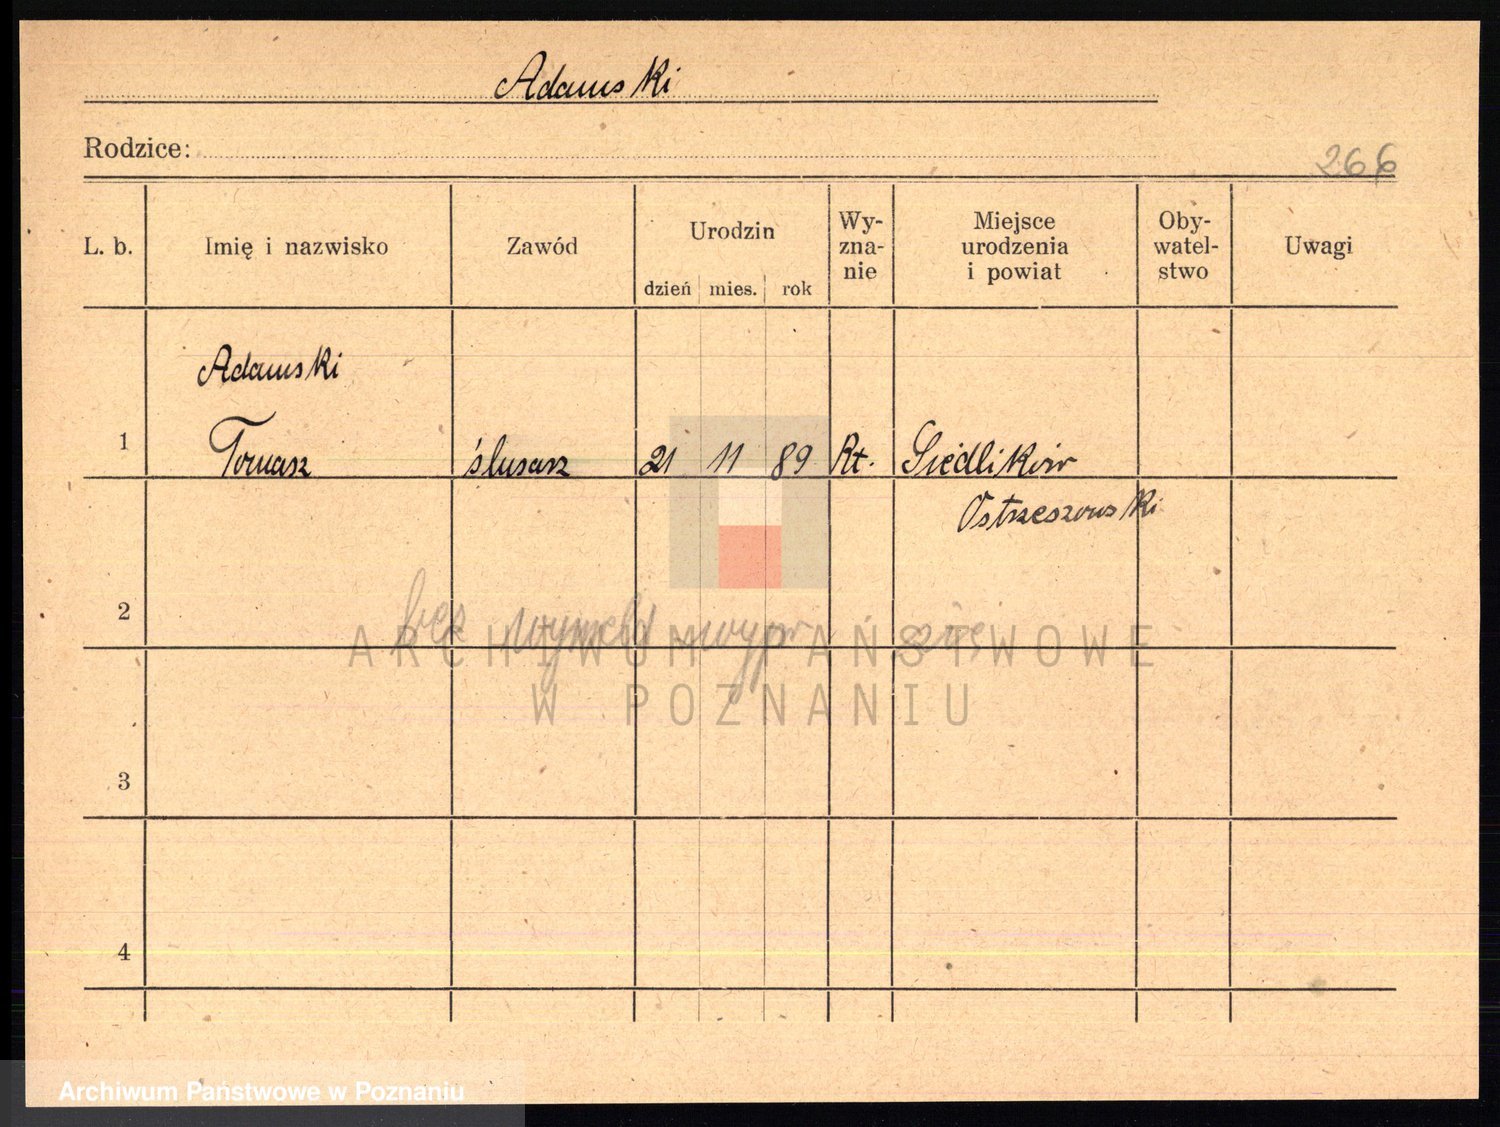 Adamski
Rodzice:
266
L. b. Imię i nazwisko Zawód Urodzin dzień mies. rok Wy-zna-nie Miejsce urodzenia i powiat Oby-watel-stwo Uwagi
Adamski
1 Tomasz ślusarz 21 11 89 Rt. Siedlików
Ostrzeszowski
2
bez wymeld
ARCHIWUM PAŃSTWOWE
W POZNANIU
3
4
Archiwum Państwowe w Poznaniu